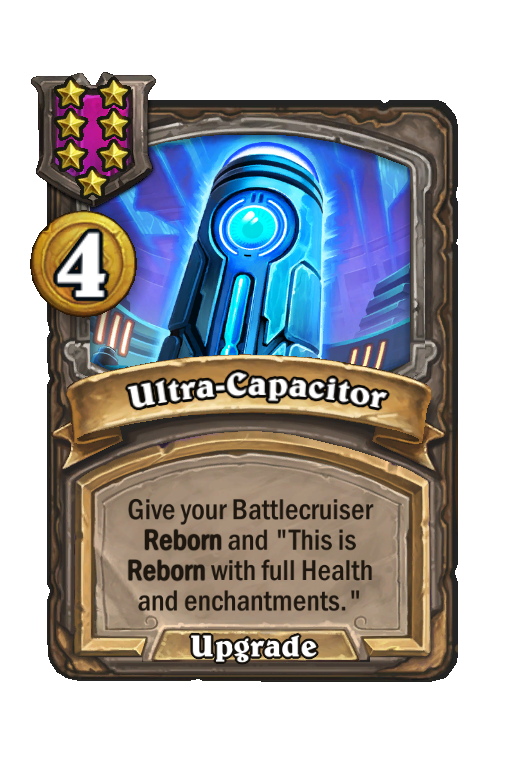 4
Ultra-Capacitor
Give your Battlecruiser
Reborn and "This is
Reborn with full Health
and enchantments."
Upgrade